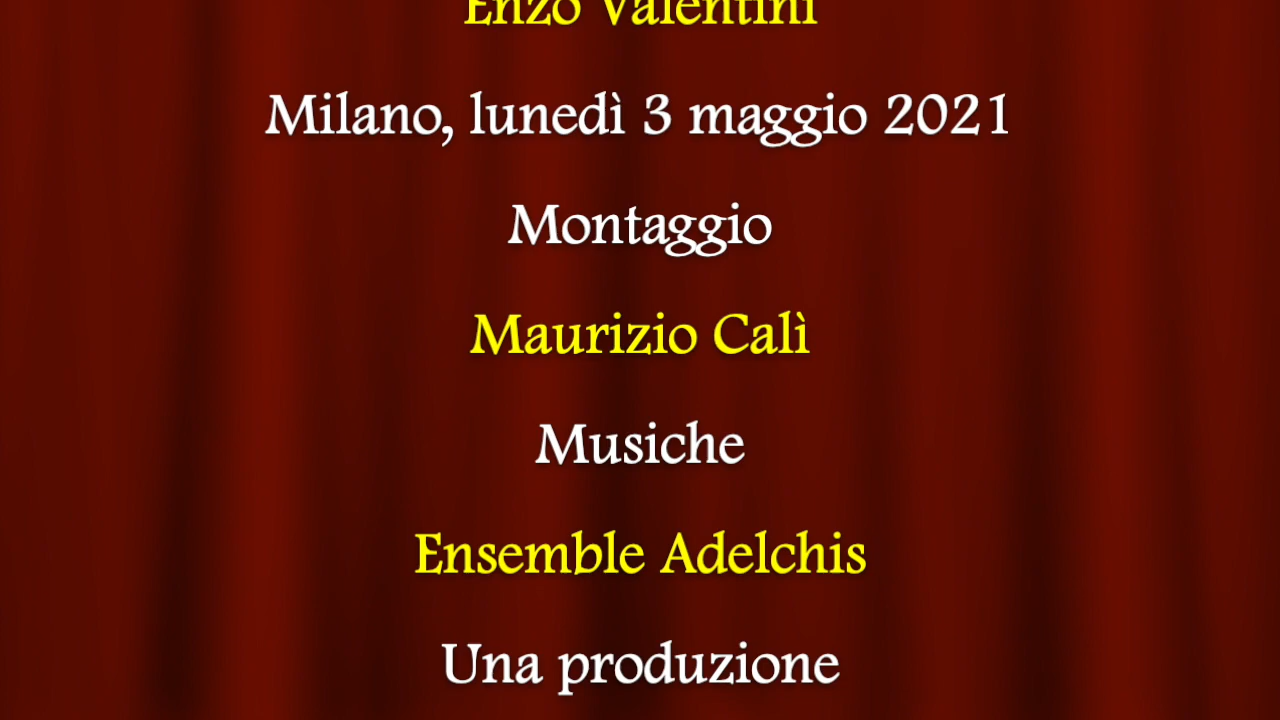 Enzo Valentini
Milano, lunedì 3 maggio 2021
Montaggio
Maurizio Calì
Musiche
Ensemble Adelchis
Una produzione